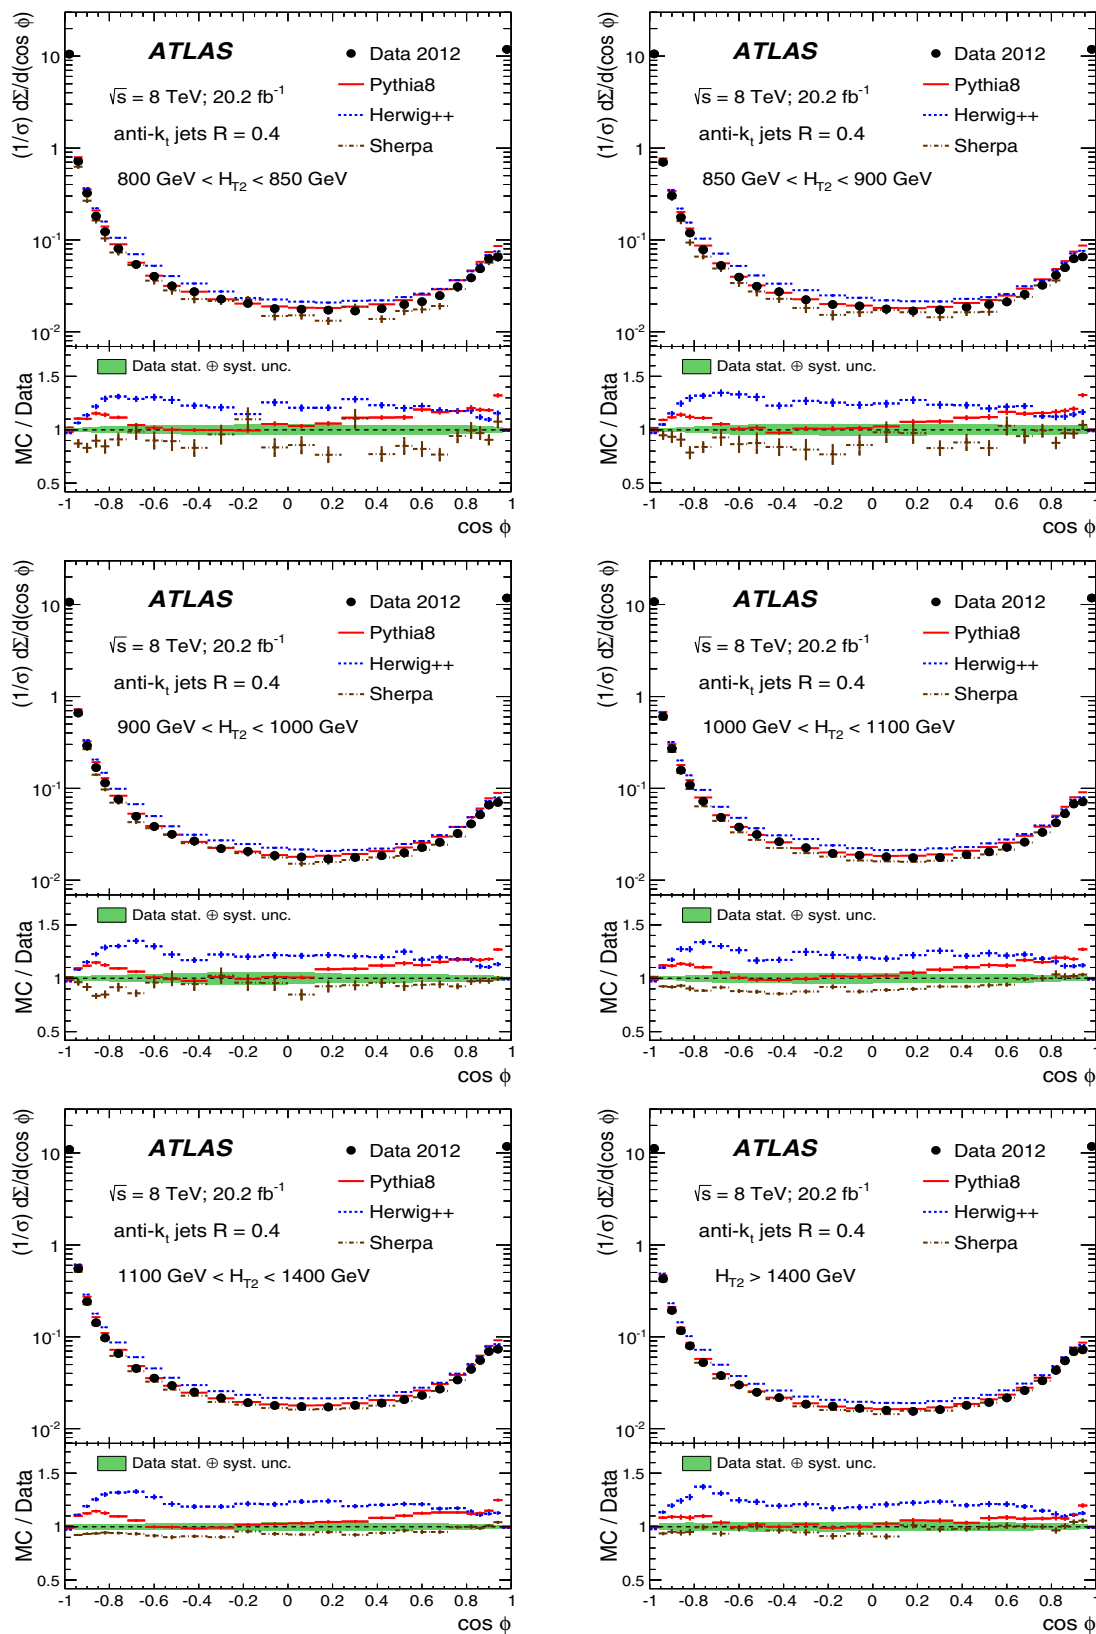 (1/σ) dΣ/d(cos ϕ)
10
1
10⁻¹
10⁻²
ATLAS
√s = 8 TeV; 20.2 fb⁻¹
anti-kₜ jets R = 0.4
800 GeV < H_T2 < 850 GeV
Data 2012
Pythia8
Herwig++
Sherpa
MC / Data
1.5
1
0.5
Data stat. ⊕ syst. unc.
-1 -0.8 -0.6 -0.4 -0.2 0 0.2 0.4 0.6 0.8 1
cos ϕ
(1/σ) dΣ/d(cos ϕ)
10
1
10⁻¹
10⁻²
ATLAS
√s = 8 TeV; 20.2 fb⁻¹
anti-kₜ jets R = 0.4
850 GeV < H_T2 < 900 GeV
Data 2012
Pythia8
Herwig++
Sherpa
MC / Data
1.5
1
0.5
Data stat. ⊕ syst. unc.
-1 -0.8 -0.6 -0.4 -0.2 0 0.2 0.4 0.6 0.8 1
cos ϕ
(1/σ) dΣ/d(cos ϕ)
10
1
10⁻¹
10⁻²
ATLAS
√s = 8 TeV; 20.2 fb⁻¹
anti-kₜ jets R = 0.4
900 GeV < H_T2 < 1000 GeV
Data 2012
Pythia8
Herwig++
Sherpa
MC / Data
1.5
1
0.5
Data stat. ⊕ syst. unc.
-1 -0.8 -0.6 -0.4 -0.2 0 0.2 0.4 0.6 0.8 1
cos ϕ
(1/σ) dΣ/d(cos ϕ)
10
1
10⁻¹
10⁻²
ATLAS
√s = 8 TeV; 20.2 fb⁻¹
anti-kₜ jets R = 0.4
1000 GeV < H_T2 < 1100 GeV
Data 2012
Pythia8
Herwig++
Sherpa
MC / Data
1.5
1
0.5
Data stat. ⊕ syst. unc.
-1 -0.8 -0.6 -0.4 -0.2 0 0.2 0.4 0.6 0.8 1
cos ϕ
(1/σ) dΣ/d(cos ϕ)
10
1
10⁻¹
10⁻²
ATLAS
√s = 8 TeV; 20.2 fb⁻¹
anti-kₜ jets R = 0.4
1100 GeV < H_T2 < 1400 GeV
Data 2012
Pythia8
Herwig++
Sherpa
MC / Data
1.5
1
0.5
Data stat. ⊕ syst. unc.
-1 -0.8 -0.6 -0.4 -0.2 0 0.2 0.4 0.6 0.8 1
cos ϕ
(1/σ) dΣ/d(cos ϕ)
10
1
10⁻¹
10⁻²
ATLAS
√s = 8 TeV; 20.2 fb⁻¹
anti-kₜ jets R = 0.4
H_T2 > 1400 GeV
Data 2012
Pythia8
Herwig++
Sherpa
MC / Data
1.5
1
0.5
Data stat. ⊕ syst. unc.
-1 -0.8 -0.6 -0.4 -0.2 0 0.2 0.4 0.6 0.8 1
cos ϕ